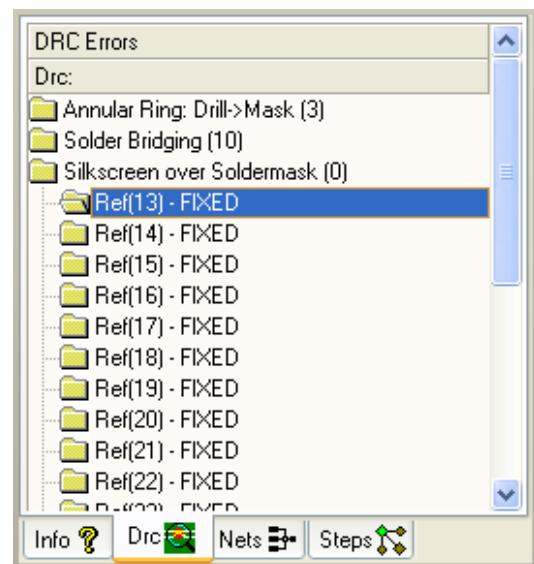 DRC Errors
Drc:
Annular Ring: Drill->Mask (3)
Solder Bridging (10)
Silkscreen over Soldermask (0)
Ref(13) - FIXED
Ref(14) - FIXED
Ref(15) - FIXED
Ref(16) - FIXED
Ref(17) - FIXED
Ref(18) - FIXED
Ref(19) - FIXED
Ref(20) - FIXED
Ref(21) - FIXED
Ref(22) - FIXED
Info Drc Nets Steps